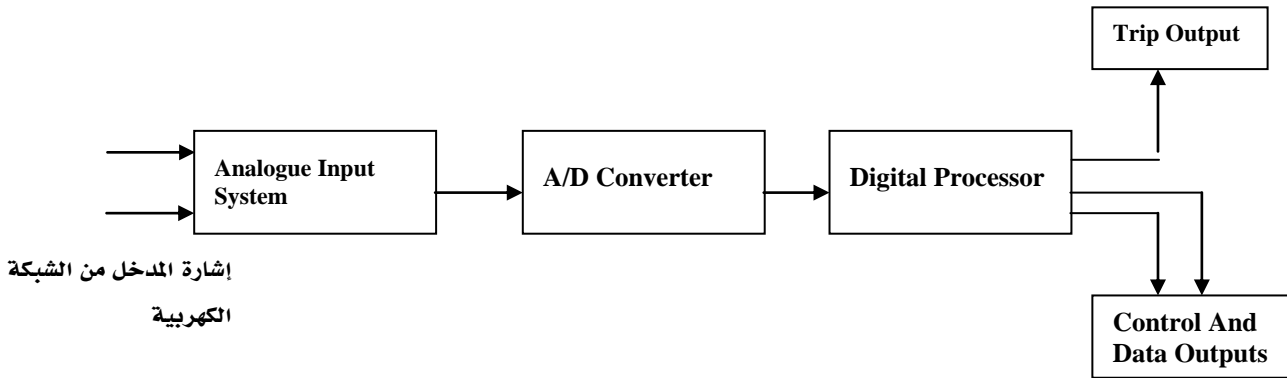 Trip Output
Analogue Input
System
A/D Converter
Digital Processor
إشارة المدخل من الشبكة
الكهربية
Control And
Data Outputs